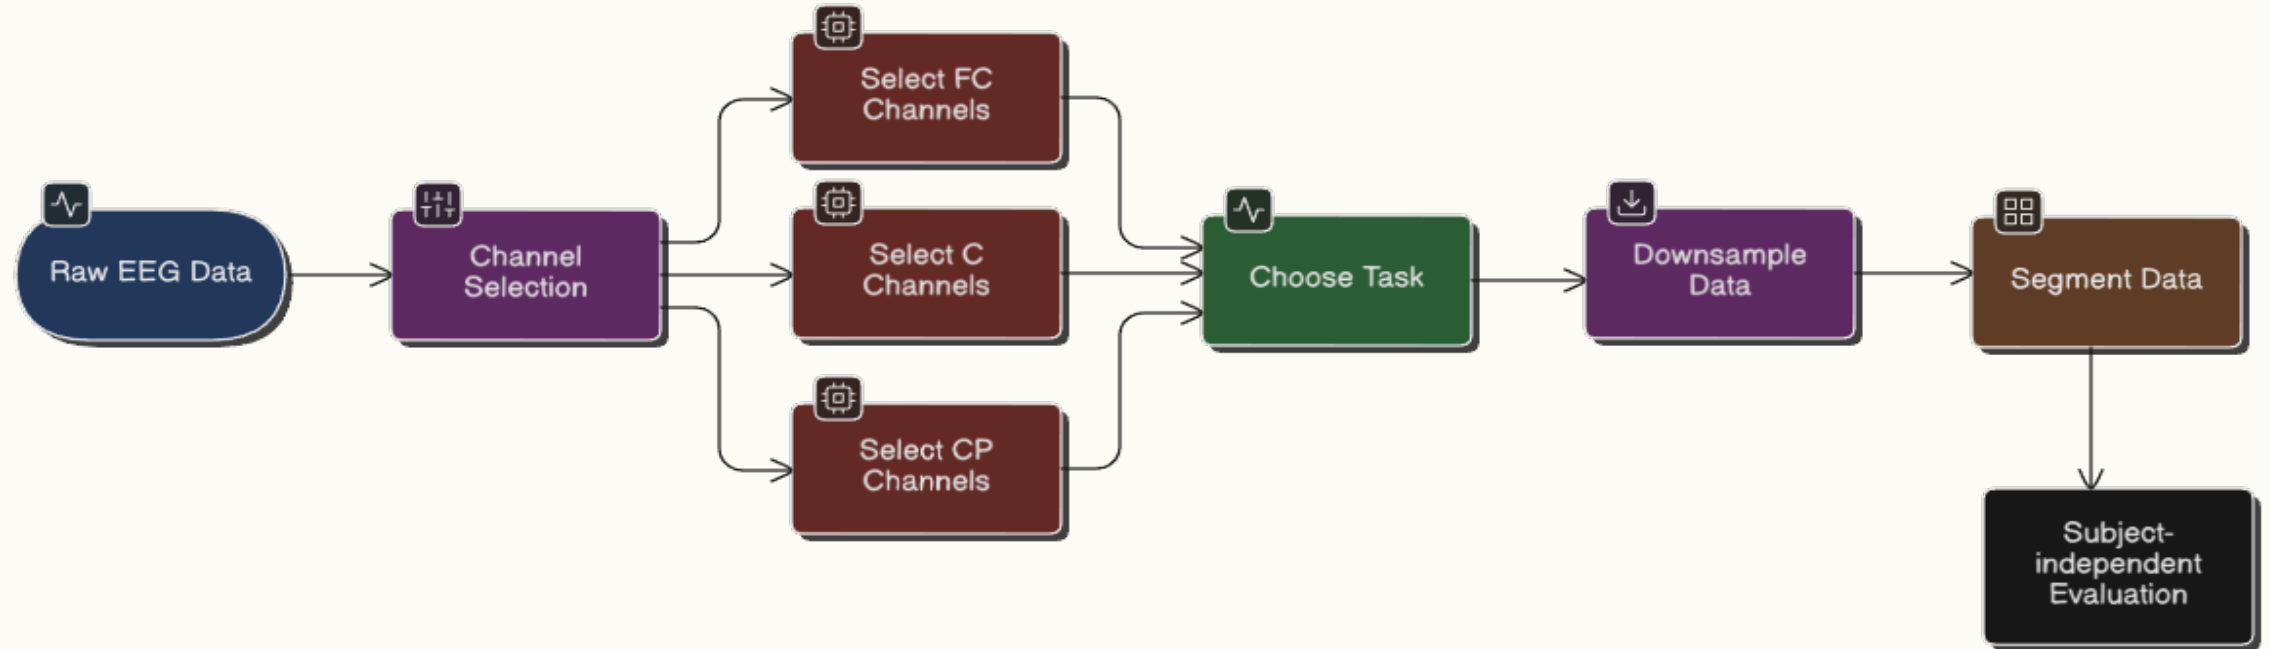 Raw EEG Data
Channel
Selection
Select FC
Channels
Select C
Channels
Select CP
Channels
Choose Task
Downsample
Data
Segment Data
Subject-
independent
Evaluation